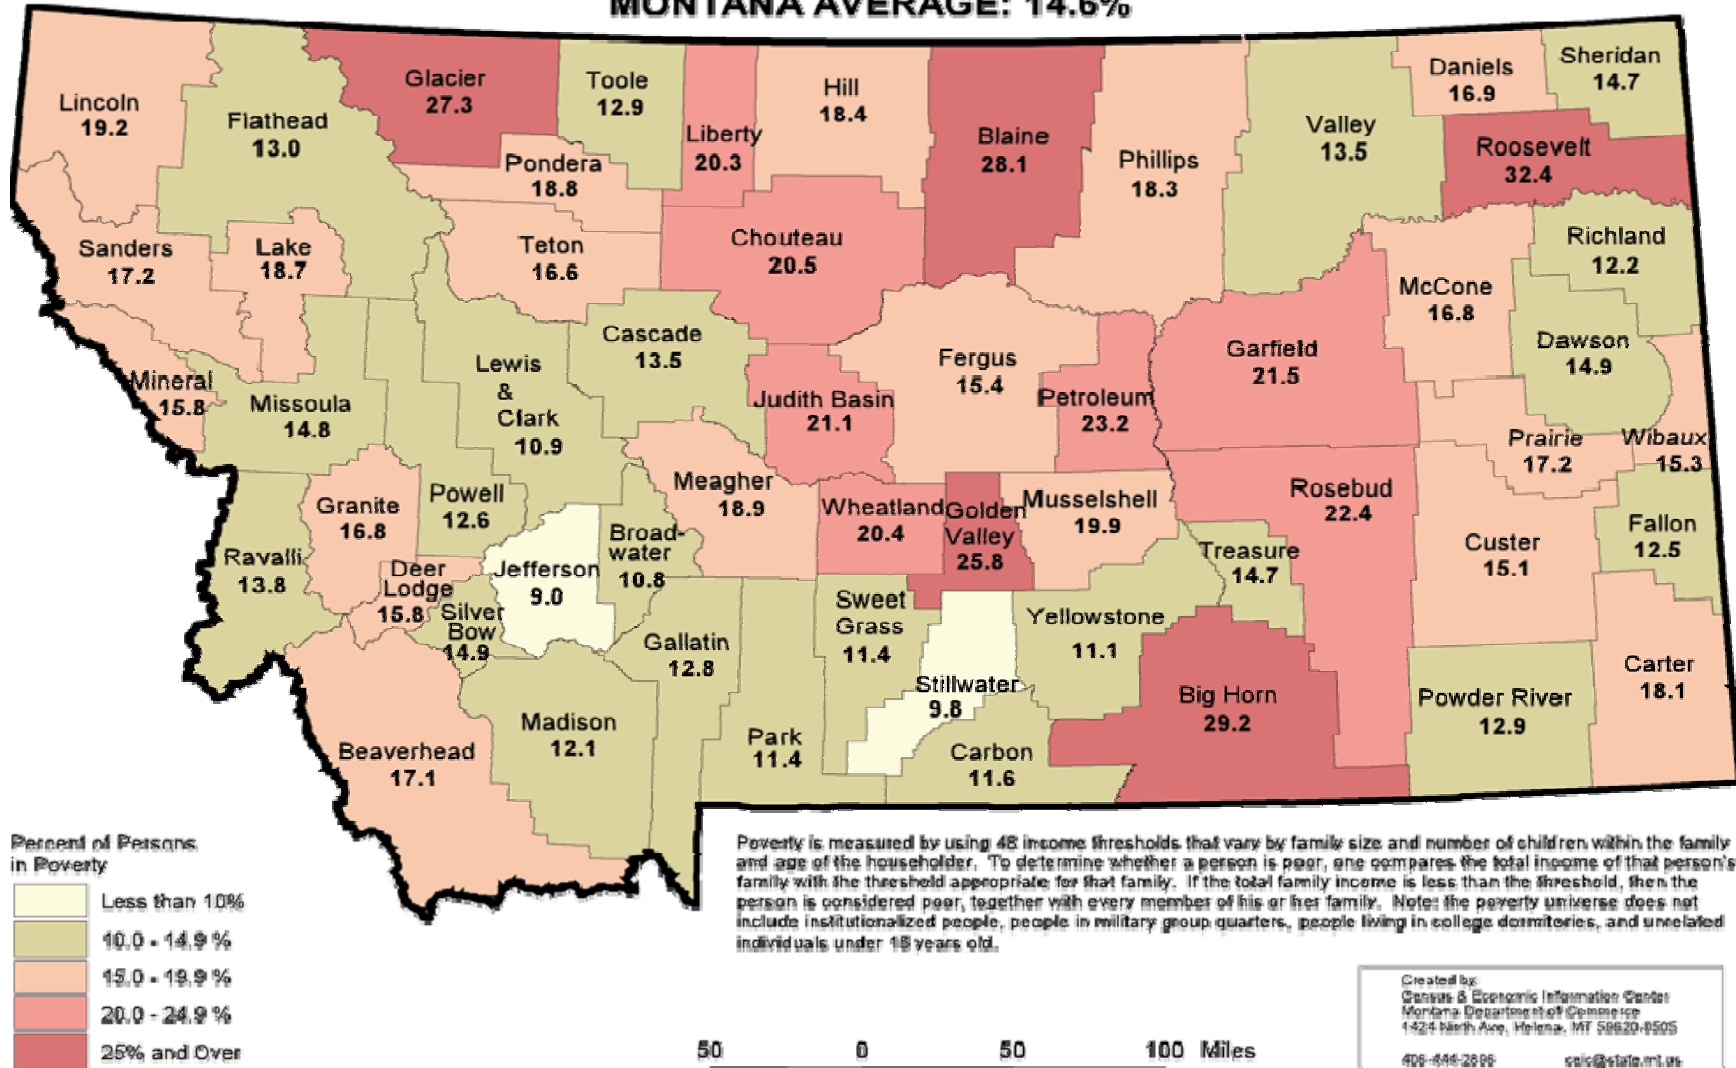 MONTANA AVERAGE: 14.6%
Lincoln
19.2
Flathead
13.0
Glacier
27.3
Toole
12.9
Liberty
20.3
Hill
18.4
Blaine
28.1
Phillips
18.3
Valley
13.5
Daniels
16.9
Sheridan
14.7
Roosevelt
32.4
Pondera
18.8
Sanders
17.2
Lake
18.7
Teton
16.6
Chouteau
20.5
Richland
12.2
McCone
16.8
Dawson
14.9
Mineral
15.8
Missoula
14.8
Lewis
&
Clark
10.9
Cascade
13.5
Judith Basin
21.1
Fergus
15.4
Petroleum
23.2
Garfield
21.5
Prairie
17.2
Wibaux
15.3
Granite
16.8
Powell
12.6
Meagher
18.9
Wheatland
20.4
Golden
Valley
25.8
Musselshell
19.9
Rosebud
22.4
Treasure
14.7
Custer
15.1
Fallon
12.5
Ravalli
13.8
Deer
Lodge
15.8
Silver
Bow
14.9
Jefferson
9.0
Broad-
water
10.8
Gallatin
12.8
Sweet
Grass
11.4
Stillwater
9.8
Yellowstone
11.1
Big Horn
29.2
Powder River
12.9
Carter
18.1
Beaverhead
17.1
Madison
12.1
Park
11.4
Carbon
11.6
Percent of Persons
in Poverty
Less than 10%
10.0 - 14.9 %
15.0 - 19.9 %
20.0 - 24.9 %
25% and Over
Poverty is measured by using 48 income thresholds that vary by family size and number of children within the family
and age of the householder. To determine whether a person is poor, one compares the total income of that person's
family with the threshold appropriate for that family. If the total family income is less than the threshold, then the
person is considered poor, together with every member of his or her family. Note: the poverty universe does not
include institutionalized people, people in military group quarters, people living in college dormitories, and unrelated
individuals under 15 years old.
50 0 50 100 Miles
Created by:
Census & Economic Information Center
Montana Department of Commerce
1424 Ninth Ave, Helena, MT 59620-0505
406-444-2896 ceic@state.mt.us